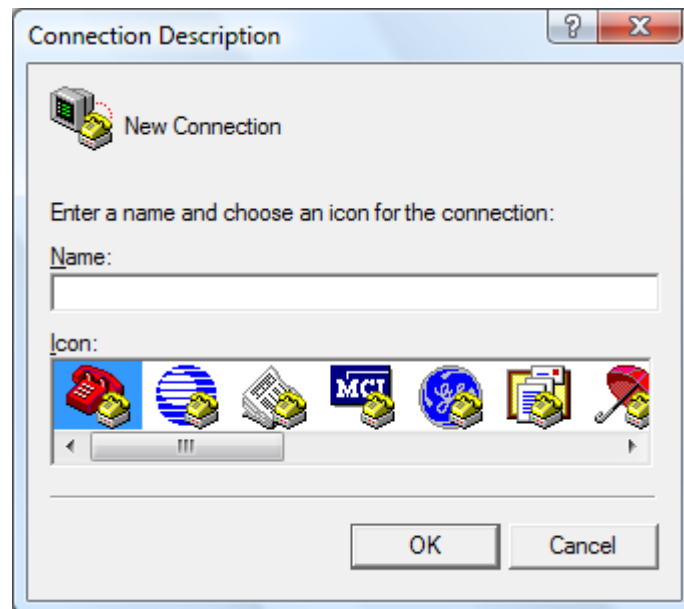 Connection Description
New Connection
Enter a name and choose an icon for the connection:
Name:
Icon:
MCI
OK
Cancel